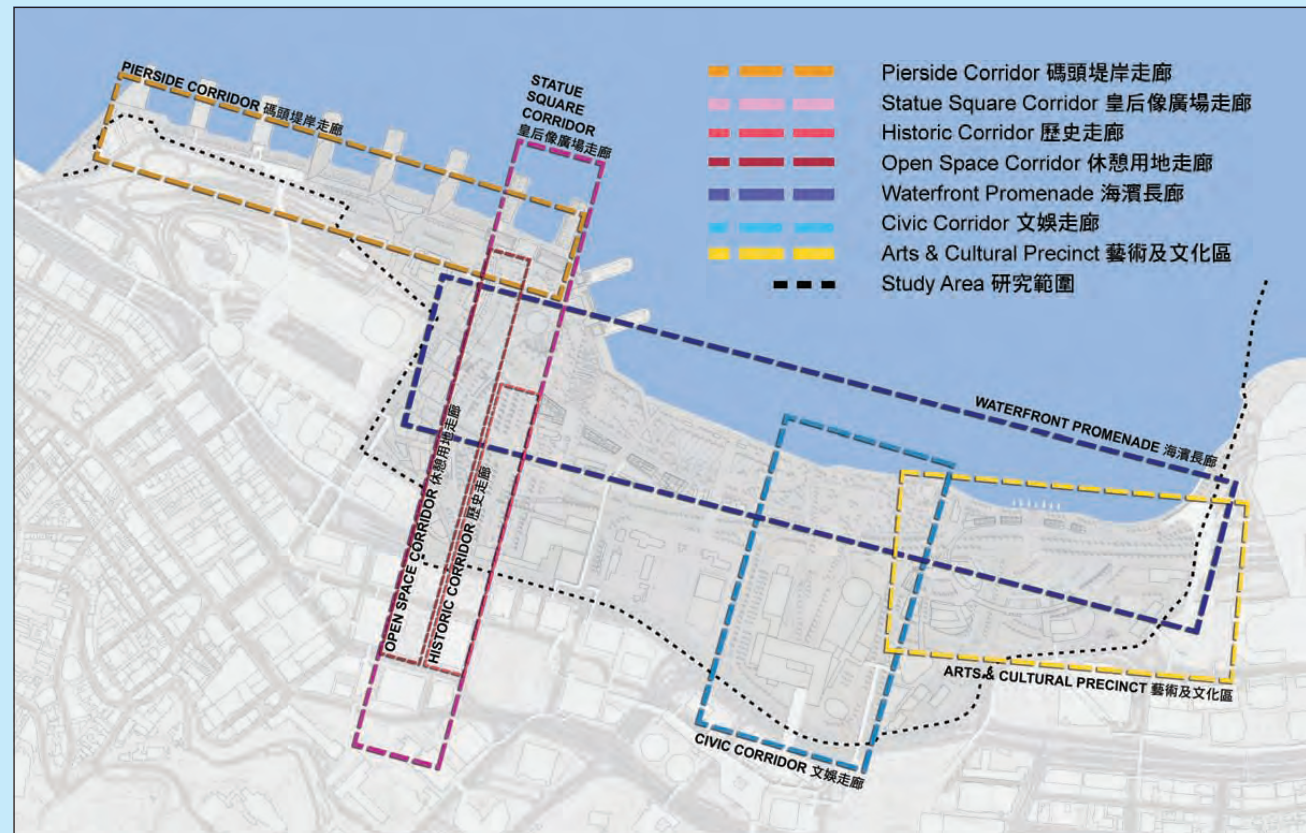 PIERSIDE CORRIDOR 碼頭堤岸走廊
STATUE
SQUARE
CORRIDOR
皇后像廣場走廊
Pierside Corridor 碼頭堤岸走廊
Statue Square Corridor 皇后像廣場走廊
Historic Corridor 歷史走廊
Open Space Corridor 休憩用地走廊
Waterfront Promenade 海濱長廊
Civic Corridor 文娛走廊
Arts & Cultural Precinct 藝術及文化區
Study Area 研究範圍
WATERFRONT PROMENADE 海濱長廊
OPEN SPACE CORRIDOR 休憩用地走廊
HISTORIC CORRIDOR 歷史走廊
ARTS & CULTURAL PRECINCT 藝術及文化區
CIVIC CORRIDOR 文娛走廊